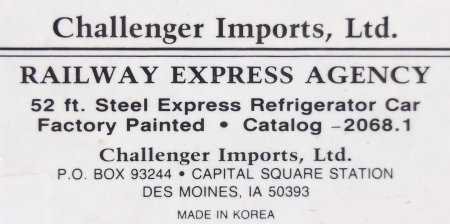 Challenger Imports, Ltd.
RAILWAY EXPRESS AGENCY
52 ft. Steel Express Refrigerator Car
Factory Painted • Catalog -2068.1
Challenger Imports, Ltd.
P.O. BOX 93244 • CAPITAL SQUARE STATION
DES MOINES, IA 50393
MADE IN KOREA